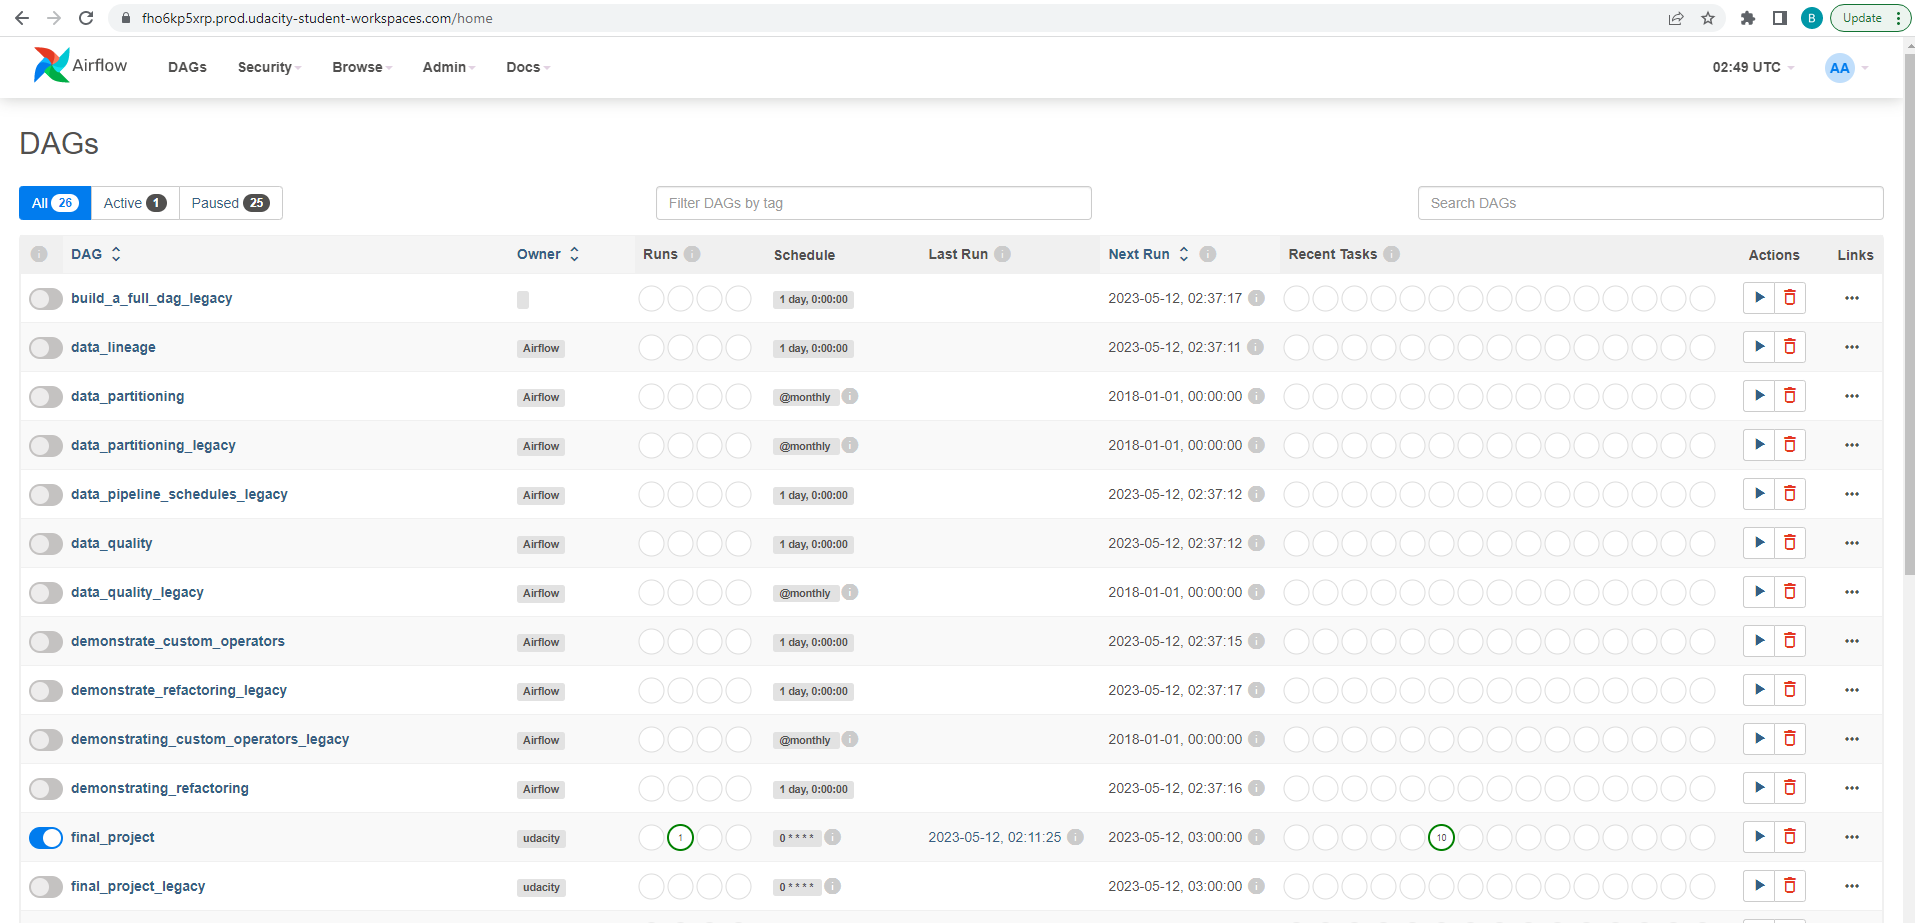 fho6kp5xrp.prod.udacity-student-workspaces.com/home B Update
Airflow DAGs Security Browse Admin Docs 02:49 UTC AA
DAGs
All 26 Active 1 Paused 25 Filter DAGs by tag Search DAGs
DAG Owner Runs Schedule Last Run Next Run Recent Tasks Actions Links
build_a_full_dag_legacy 1 day, 0:00:00 2023-05-12, 02:37:17
data_lineage Airflow 1 day, 0:00:00 2023-05-12, 02:37:11
data_partitioning Airflow @monthly 2018-01-01, 00:00:00
data_partitioning_legacy Airflow @monthly 2018-01-01, 00:00:00
data_pipeline_schedules_legacy Airflow 1 day, 0:00:00 2023-05-12, 02:37:12
data_quality Airflow 1 day, 0:00:00 2023-05-12, 02:37:12
data_quality_legacy Airflow @monthly 2018-01-01, 00:00:00
demonstrate_custom_operators Airflow 1 day, 0:00:00 2023-05-12, 02:37:15
demonstrate_refactoring_legacy Airflow 1 day, 0:00:00 2023-05-12, 02:37:17
demonstrating_custom_operators_legacy Airflow @monthly 2018-01-01, 00:00:00
demonstrating_refactoring Airflow 1 day, 0:00:00 2023-05-12, 02:37:16
final_project udacity 1 0 * * * * 2023-05-12, 02:11:25 2023-05-12, 03:00:00 10
final_project_legacy udacity 0 * * * * 2023-05-12, 03:00:00